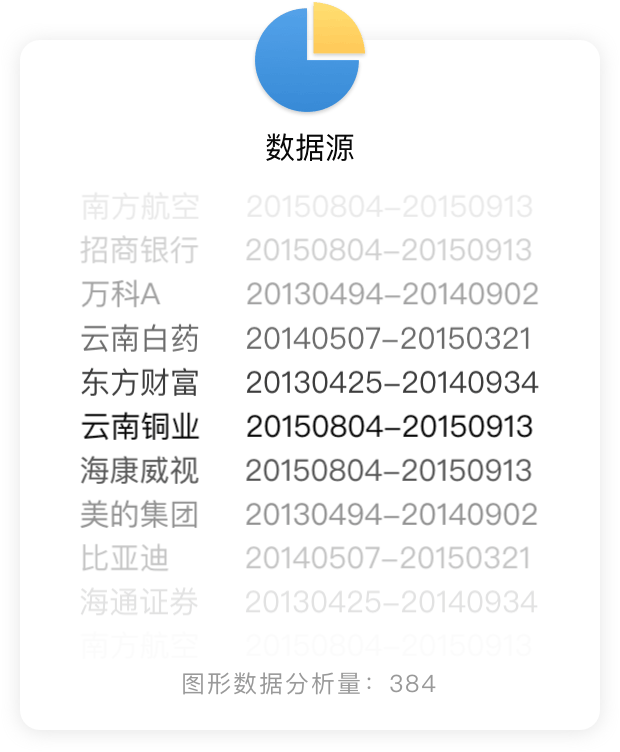 数据源
南方航空 20150804-20150913
招商银行 20150804-20150913
万科A 20130494-20140902
云南白药 20140507-20150321
东方财富 20130425-20140934
云南铜业 20150804-20150913
海康威视 20150804-20150913
美的集团 20130494-20140902
比亚迪 20140507-20150321
海通证券 20130425-20140934
南方航空 20150804-20150913
图形数据分析量：384